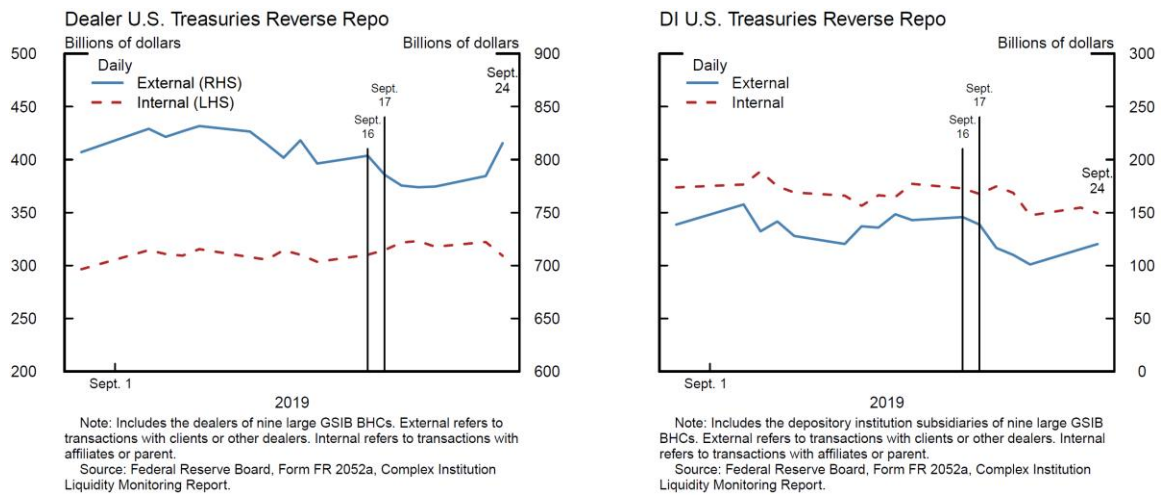 Dealer U.S. Treasuries Reverse Repo
Billions of dollars
Billions of dollars
500
450
400
350
300
250
200
900
850
800
750
700
650
600
Daily
External (RHS)
Internal (LHS)
Sept.
16
Sept.
17
Sept.
24
Sept. 1
2019
Note: Includes the dealers of nine large GSIB BHCs. External refers to
transactions with clients or other dealers. Internal refers to transactions with
affiliates or parent.
Source: Federal Reserve Board, Form FR 2052a, Complex Institution
Liquidity Monitoring Report.
DI U.S. Treasuries Reverse Repo
Billions of dollars
300
250
200
150
100
50
0
Daily
External
Internal
Sept.
16
Sept.
17
Sept.
24
Sept. 1
2019
Note: Includes the depository institution subsidiaries of nine large GSIB
BHCs. External refers to transactions with clients or other dealers. Internal
refers to transactions with affiliates or parent.
Source: Federal Reserve Board, Form FR 2052a, Complex Institution
Liquidity Monitoring Report.